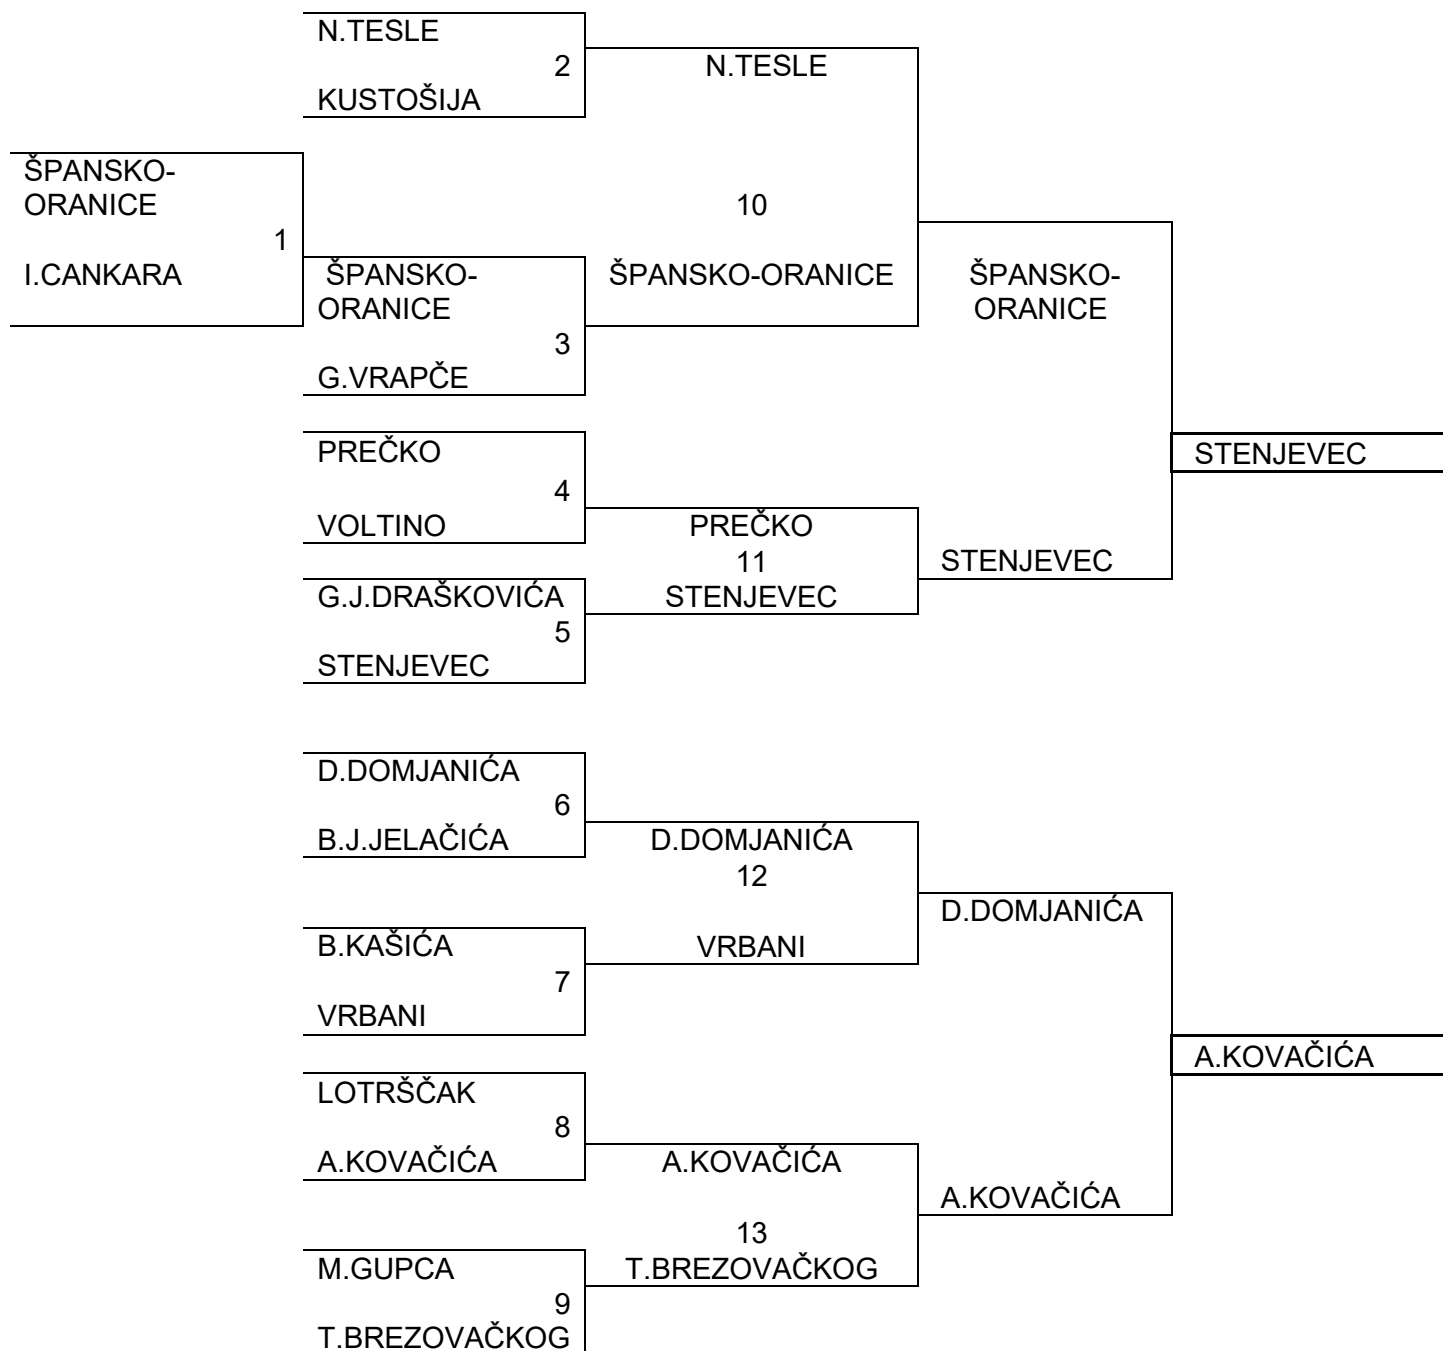 N.TESLE
2
N.TESLE
KUSTOŠIJA
ŠPANSKO-
ORANICE
10
1
I.CANKARA
ŠPANSKO-
ORANICE
ŠPANSKO-ORANICE
ŠPANSKO-
ORANICE
3
G.VRAPČE
PREČKO
STENJEVEC
4
VOLTINO
PREČKO
11
STENJEVEC
G.J.DRAŠKOVIĆA
STENJEVEC
5
STENJEVEC
D.DOMJANIĆA
6
B.J.JELAČIĆA
D.DOMJANIĆA
12
D.DOMJANIĆA
B.KAŠIĆA
VRBANI
7
VRBANI
A.KOVAČIĆA
LOTRŠČAK
8
A.KOVAČIĆA
A.KOVAČIĆA
A.KOVAČIĆA
13
M.GUPCA
T.BREZOVAČKOG
9
T.BREZOVAČKOG